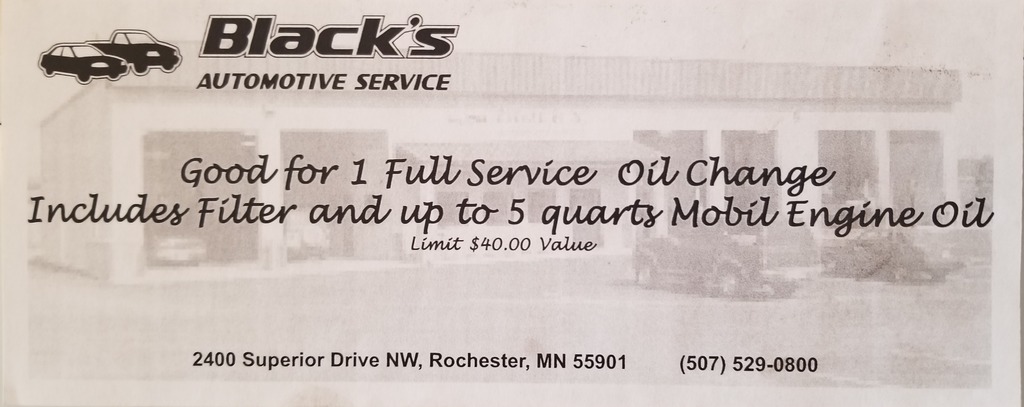 Black's
AUTOMOTIVE SERVICE
Good for 1 Full Service Oil Change
Includes Filter and up to 5 quarts Mobil Engine Oil
Limit $40.00 Value
2400 Superior Drive NW, Rochester, MN 55901 (507) 529-0800